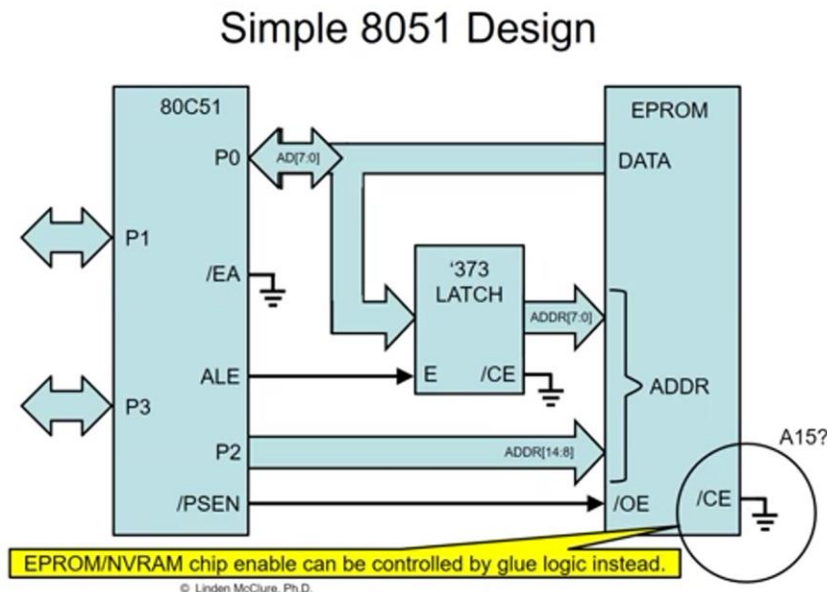 Simple 8051 Design
80C51
EPROM
P0
AD[7:0]
DATA
P1
/EA
'373
LATCH
ADDR[7:0]
ALE
E
/CE
ADDR
P3
P2
ADDR[14:8]
A15?
/PSEN
/OE
/CE
EPROM/NVRAM chip enable can be controlled by glue logic instead.
© Linden McClure, Ph.D.